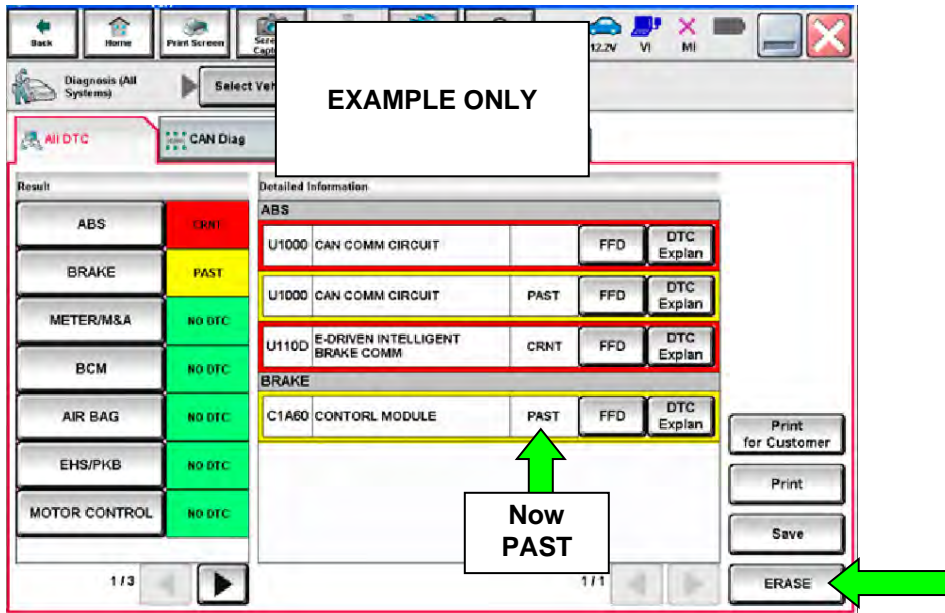 Back
Home
Print Screen
12.2V
VI
MI
EXAMPLE ONLY
Diagnosis (All
Systems)
All DTC
CAN Diag
Result
Detailed Information
ABS
CRNT
BRAKE
PAST
METER/M&A
NO DTC
BCM
NO DTC
AIR BAG
NO DTC
EHS/PKB
NO DTC
MOTOR CONTROL
NO DTC
1/3
ABS
U1000 CAN COMM CIRCUIT FFD DTC
Explan
U1000 CAN COMM CIRCUIT PAST FFD DTC
Explan
U110D E-DRIVEN INTELLIGENT
BRAKE COMM CRNT FFD DTC
Explan
BRAKE
C1A60 CONTORL MODULE PAST FFD DTC
Explan
Now
PAST
1/1
Print
for Customer
Print
Save
ERASE